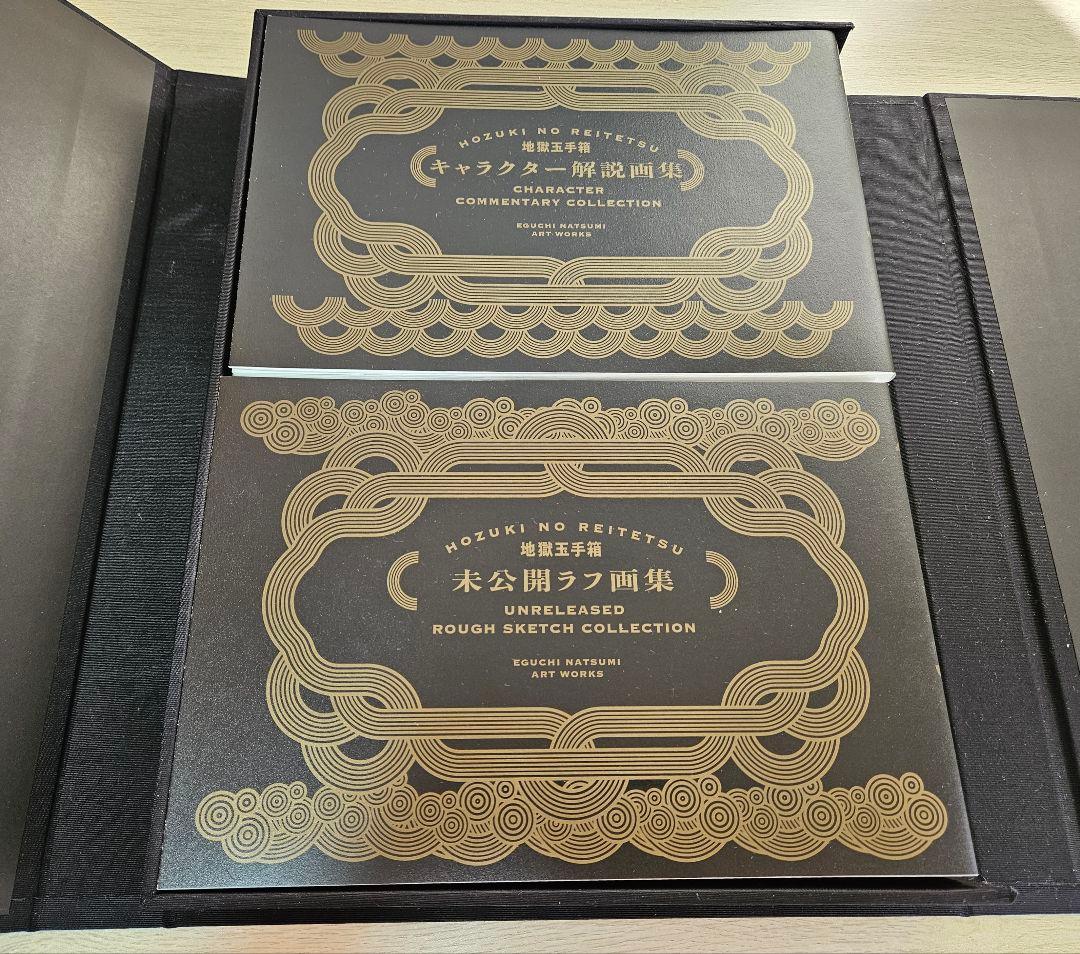 HOZUKI NO REITETSU
地獄玉手箱
キャラクター解説画集
CHARACTER
COMMENTARY COLLECTION
EGUCHI NATSUMI
ART WORKS
HOZUKI NO REITETSU
地獄玉手箱
未公開ラフ画集
UNRELEASED
ROUGH SKETCH COLLECTION
EGUCHI NATSUMI
ART WORKS